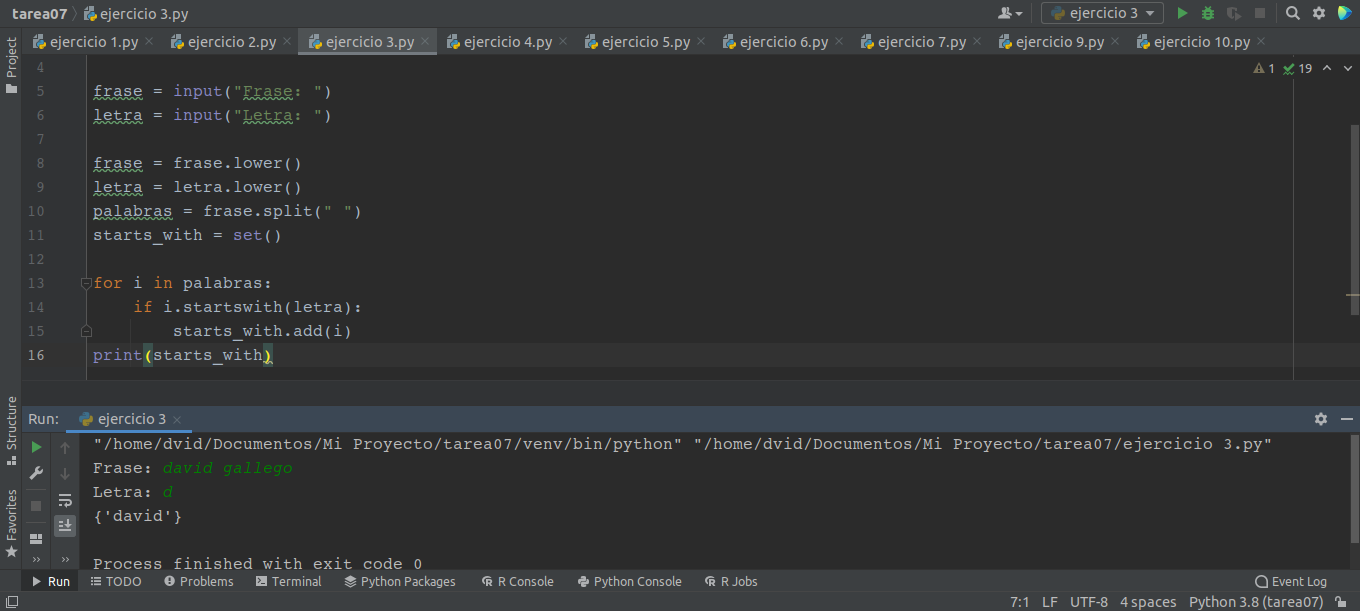 tarea07 ejercicio 3.py ejercicio 3
ejercicio 1.py ejercicio 2.py ejercicio 3.py ejercicio 4.py ejercicio 5.py ejercicio 6.py ejercicio 7.py ejercicio 9.py ejercicio 10.py
Project
1 19
4
5 frase = input("Frase: ")
6 letra = input("Letra: ")
7
8 frase = frase.lower()
9 letra = letra.lower()
10 palabras = frase.split(" ")
11 starts_with = set()
12
13 for i in palabras:
14 if i.startswith(letra):
15 starts_with.add(i)
16 print(starts_with)
Structure
Favorites
Run: ejercicio 3
"/home/dvid/Documentos/Mi Proyecto/tarea07/venv/bin/python" "/home/dvid/Documentos/Mi Proyecto/tarea07/ejercicio 3.py"
Frase: david gallego
Letra: d
{'david'}
Process finished with exit code 0
Run TODO Problems Terminal Python Packages R Console Python Console R Jobs Event Log
7:1 LF UTF-8 4 spaces Python 3.8 (tarea07)